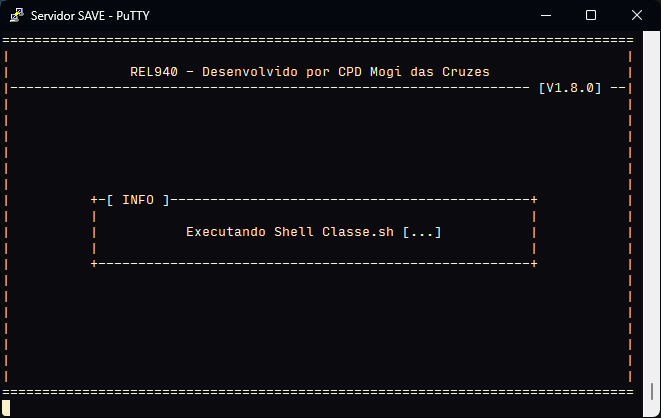 Servidor SAVE - PuTTY
REL940 - Desenvolvido por CPD Mogi das Cruzes
[V1.8.0]
[ INFO ]
Executando Shell Classe.sh [...]